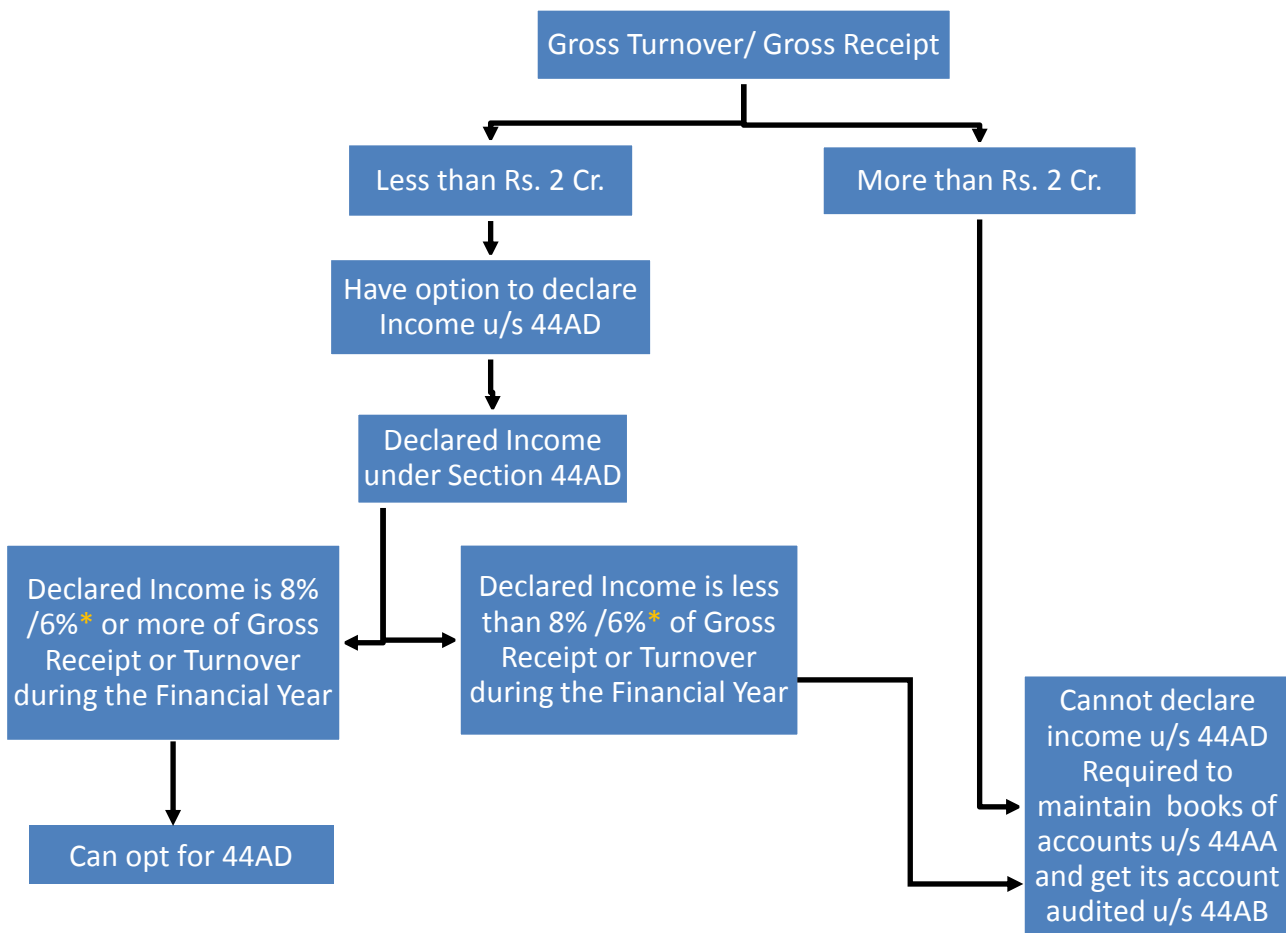 Gross Turnover/ Gross Receipt
Less than Rs. 2 Cr.
More than Rs. 2 Cr.
Have option to declare
Income u/s 44AD
Declared Income
under Section 44AD
Declared Income is 8%
/6%* or more of Gross
Receipt or Turnover
during the Financial Year
Declared Income is less
than 8% /6%* of Gross
Receipt or Turnover
during the Financial Year
Can opt for 44AD
Cannot declare
income u/s 44AD
Required to
maintain books of
accounts u/s 44AA
and get its account
audited u/s 44AB